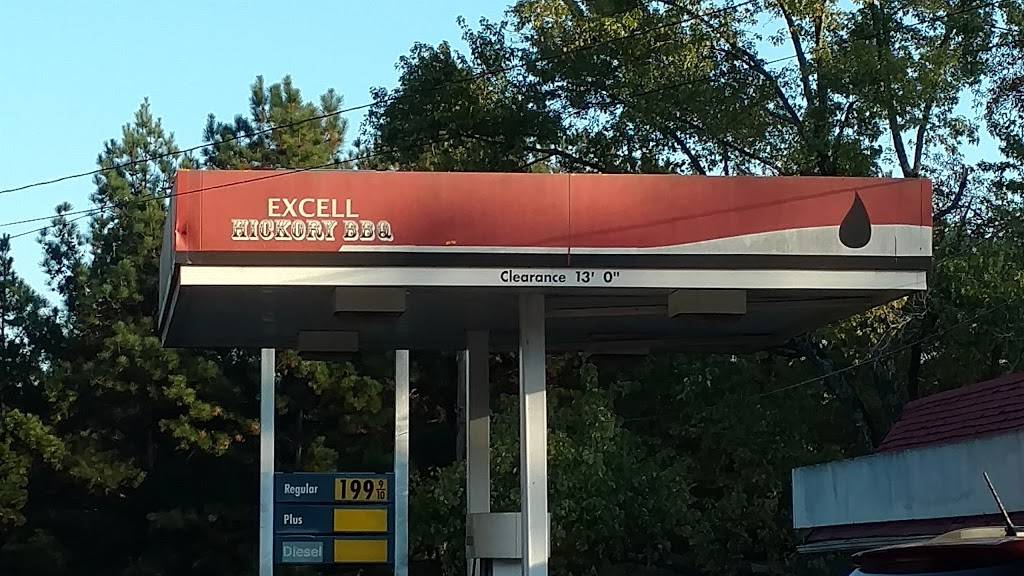 EXCELL
HICKORY BBQ
Clearance 13' 0"
Regular 199 9/10
Plus
Diesel